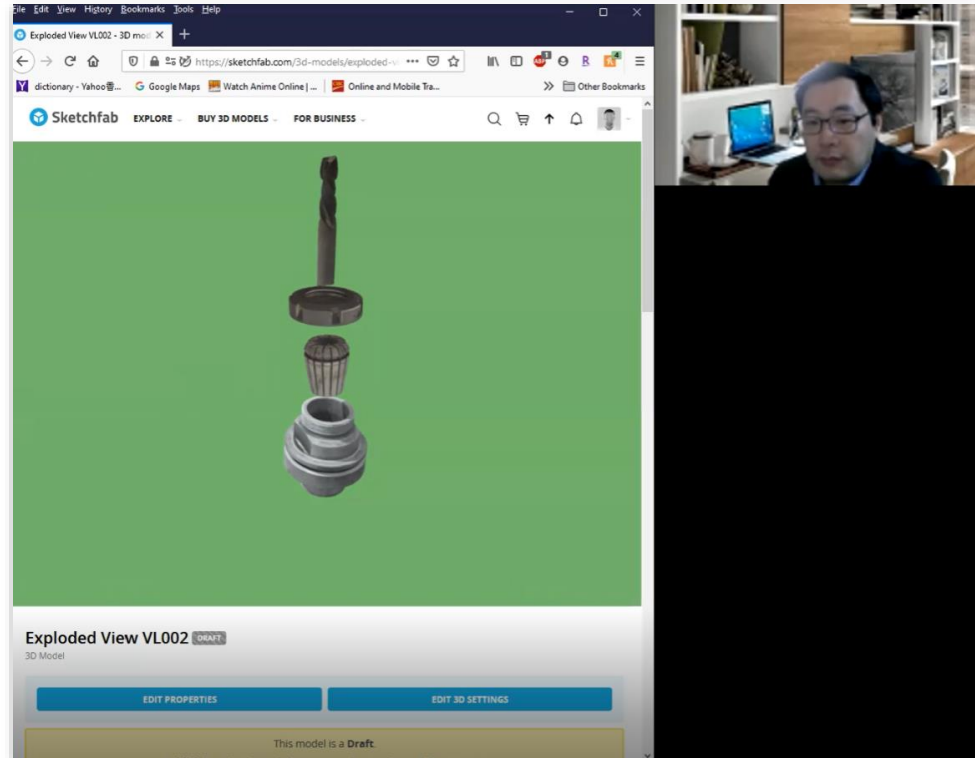 File Edit View History Bookmarks Tools Help
Exploded View VL002 - 3D mod
https://sketchfab.com/3d-models/exploded-v
dictionary - Yahoo
Google Maps
Watch Anime Online | ...
Online and Mobile Tra...
Other Bookmarks
Sketchfab EXPLORE BUY 3D MODELS FOR BUSINESS
Exploded View VL002 DRAFT
3D Model
EDIT PROPERTIES EDIT 3D SETTINGS
This model is a Draft.